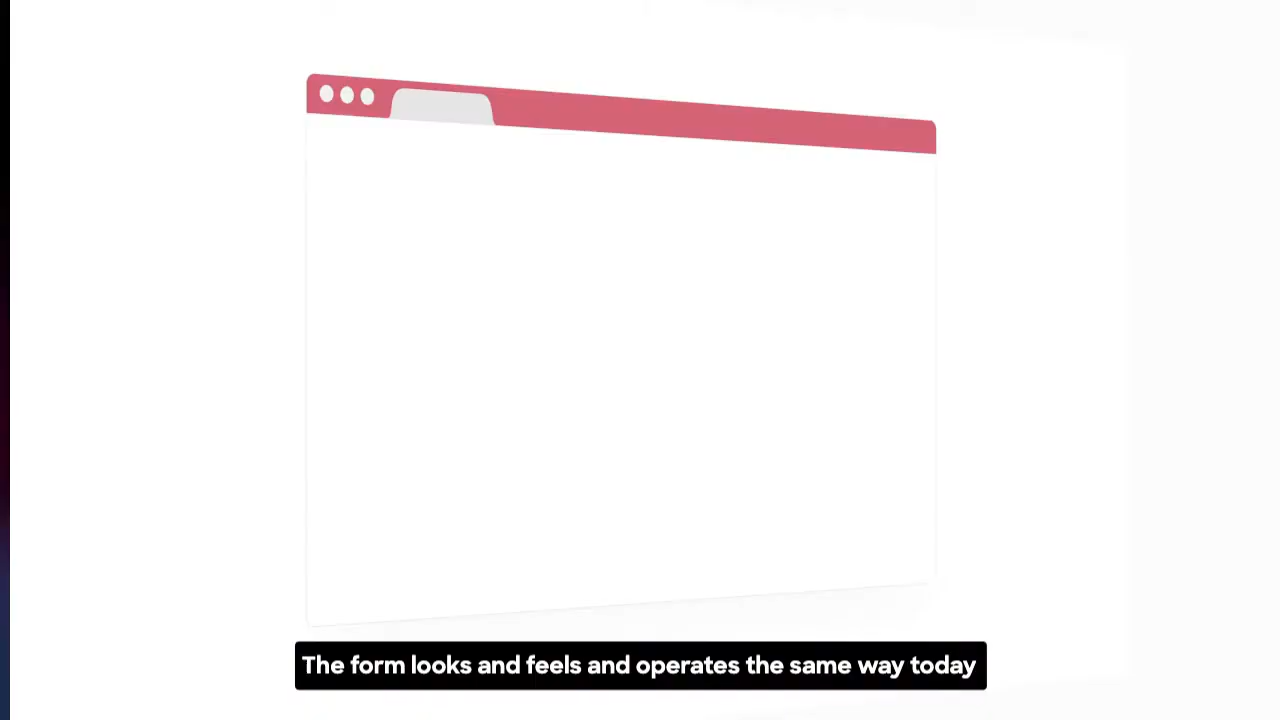 The form looks and feels and operates the same way today